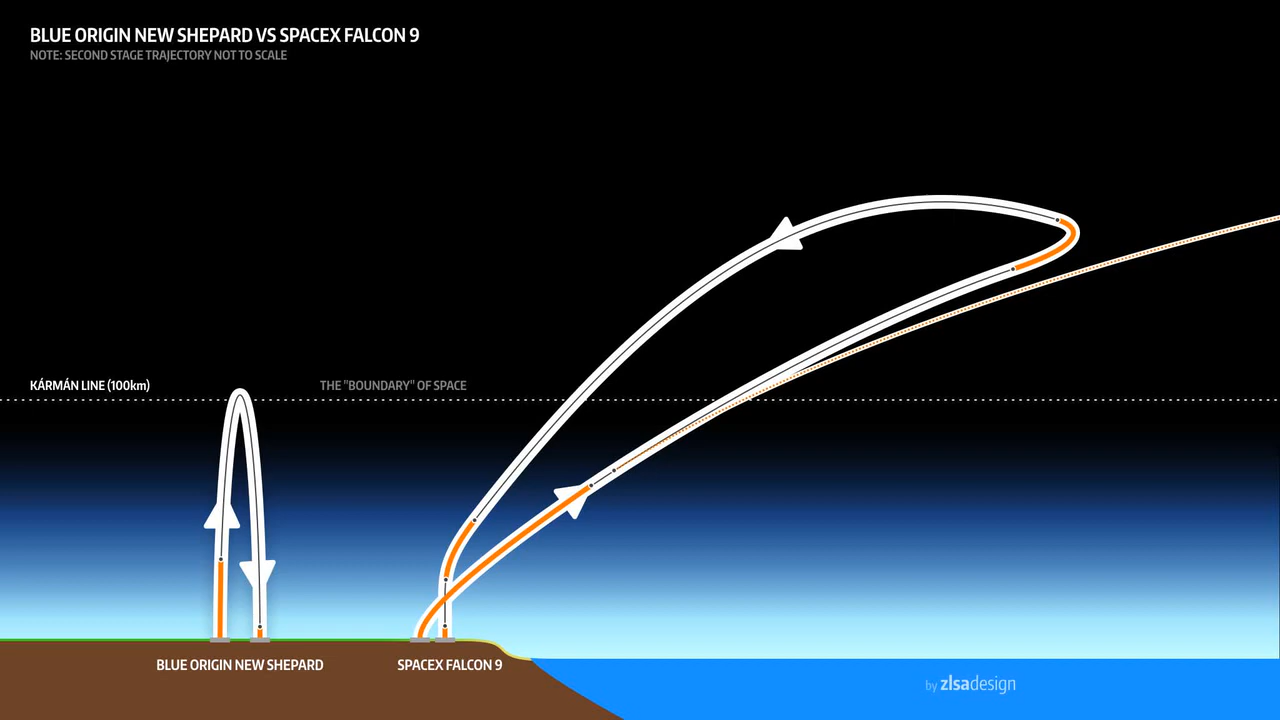 BLUE ORIGIN NEW SHEPARD VS SPACEX FALCON 9
NOTE: SECOND STAGE TRAJECTORY NOT TO SCALE
KÁRMÁN LINE (100km)
THE "BOUNDARY" OF SPACE
BLUE ORIGIN NEW SHEPARD
SPACEX FALCON 9
by zlsadesign